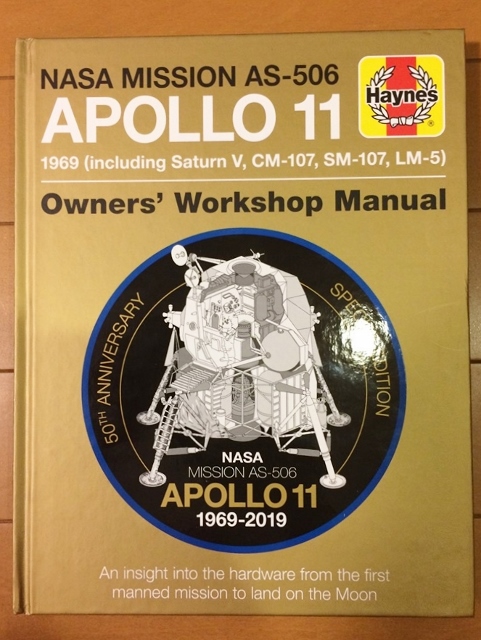 NASA MISSION AS-506
APOLLO 11
Haynes
®
1969 (including Saturn V, CM-107, SM-107, LM-5)
Owners' Workshop Manual
50TH ANNIVERSARY
SPECIAL EDITION
NASA
MISSION AS-506
APOLLO 11
1969-2019
An insight into the hardware from the first
manned mission to land on the Moon